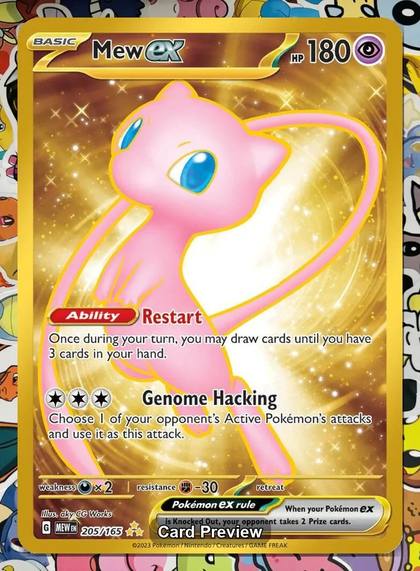 BASIC Mew ex HP 180
Ability Restart
Once during your turn, you may draw cards until you have
3 cards in your hand.
Genome Hacking
Choose 1 of your opponent's Active Pokémon's attacks
and use it as this attack.
weakness ×2 resistance -30 retreat
Pokémon ex rule When your Pokémon ex
is Knocked Out, your opponent takes 2 Prize cards.
Illus. aky CG Works
G MEW EN 205/165 Card Preview
©2023 Pokémon / Nintendo / Creatures / GAME FREAK